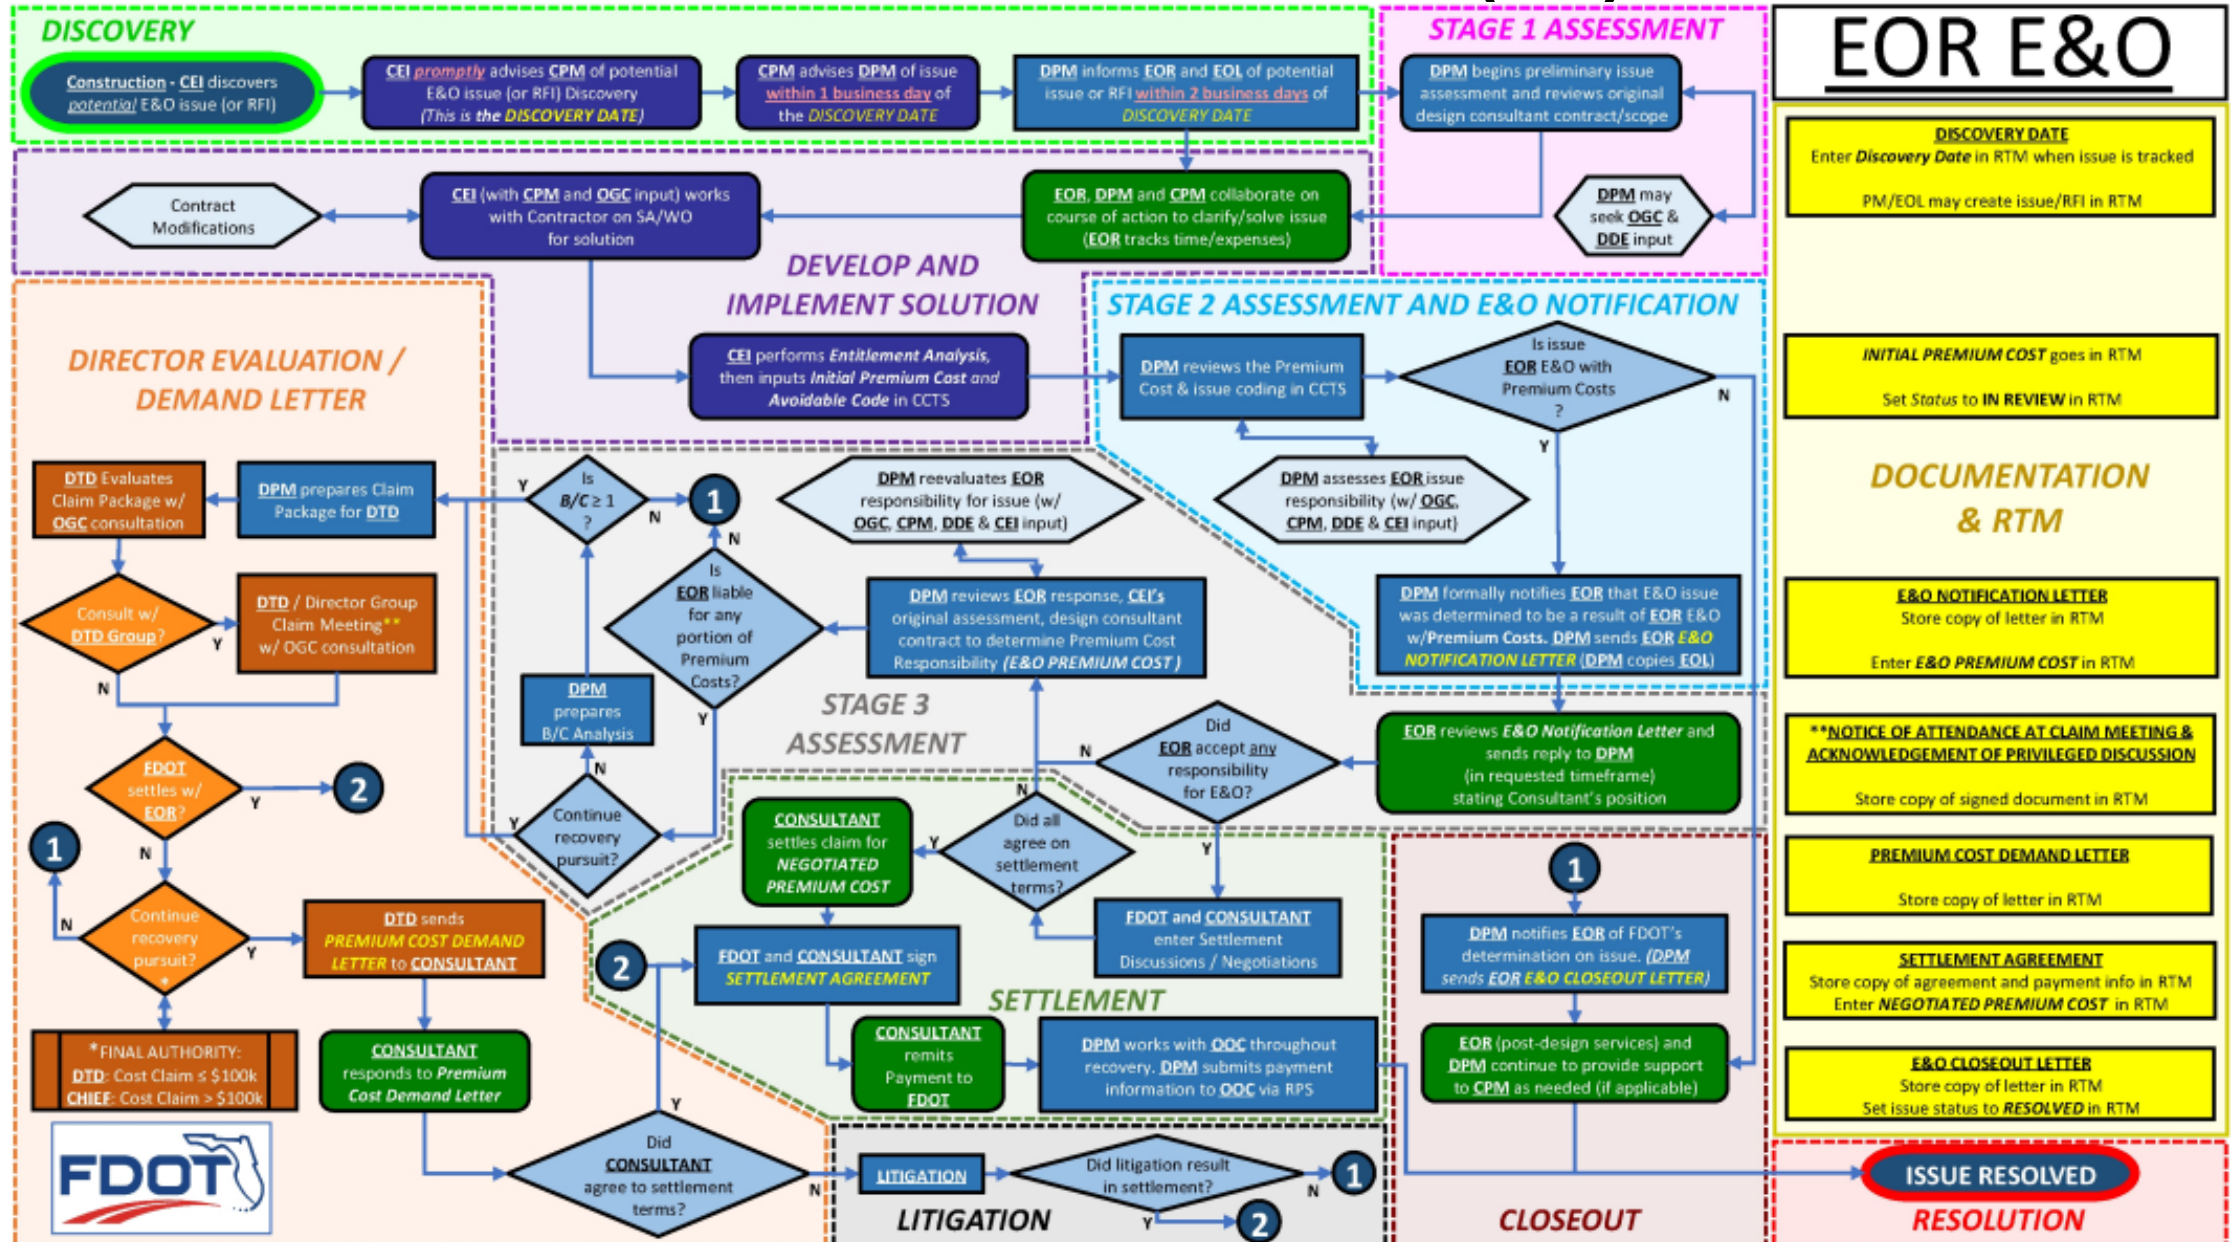 DISCOVERY
Construction - CEI discovers
potential E&O issue (or RFI)
CEI promptly advises CPM of potential
E&O issue (or RFI) Discovery
(This is the DISCOVERY DATE)
CPM advises DPM of issue
within 1 business day of
the DISCOVERY DATE
DPM informs EOR and EOL of potential
issue or RFI within 2 business days of
DISCOVERY DATE
STAGE 1 ASSESSMENT
DPM begins preliminary issue
assessment and reviews original
design consultant contract/scope
DPM may
seek OGC &
DDE input
EOR E&O
Contract
Modifications
CEI (with CPM and OGC input) works
with Contractor on SA/WO
for solution
EOR, DPM and CPM collaborate on
course of action to clarify/solve issue
(EOR tracks time/expenses)
DEVELOP AND
IMPLEMENT SOLUTION
CEI performs Entitlement Analysis,
then inputs Initial Premium Cost and
Avoidable Code in CCTS
STAGE 2 ASSESSMENT AND E&O NOTIFICATION
DPM reviews the Premium
Cost & issue coding in CCTS
Is issue
EOR E&O with
Premium Costs
?
N
Y
DPM assesses EOR issue
responsibility (w/ OGC,
CPM, DDE & CEI input)
DPM formally notifies EOR that E&O issue
was determined to be a result of EOR E&O
w/Premium Costs. DPM sends EOR E&O
NOTIFICATION LETTER (DPM copies EOL)
DIRECTOR EVALUATION /
DEMAND LETTER
DTD Evaluates
Claim Package w/
OGC consultation
DPM prepares Claim
Package for DTD
Consult w/
DTD Group?
Y
N
DTD / Director Group
Claim Meeting**
w/ OGC consultation
FDOT
settles w/
EOR?
Y
2
N
1
Continue
recovery
pursuit?
*
N
Y
DTD sends
PREMIUM COST DEMAND
LETTER to CONSULTANT
*FINAL AUTHORITY:
DTD: Cost Claim ≤ $100k
CHIEF: Cost Claim > $100k
CONSULTANT
responds to Premium
Cost Demand Letter
FDOT
Did
CONSULTANT
agree to settlement
terms?
Y
N
Is
B/C ≥ 1
?
Y
N
1
N
Is
EOR liable
for any
portion of
Premium
Costs?
Y
DPM
prepares
B/C Analysis
N
Continue
recovery
pursuit?
Y
DPM reevaluates EOR
responsibility for issue (w/
OGC, CPM, DDE & CEI input)
DPM reviews EOR response, CEI's
original assessment, design consultant
contract to determine Premium Cost
Responsibility (E&O PREMIUM COST )
STAGE 3
ASSESSMENT
Did
EOR accept any
responsibility
for E&O?
N
Y
EOR reviews E&O Notification Letter and
sends reply to DPM
(in requested timeframe)
stating Consultant's position
CONSULTANT
settles claim for
NEGOTIATED
PREMIUM COST
N
Did all
agree on
settlement
terms?
Y
FDOT and CONSULTANT
enter Settlement
Discussions / Negotiations
2
FDOT and CONSULTANT sign
SETTLEMENT AGREEMENT
SETTLEMENT
CONSULTANT
remits
Payment to
FDOT
DPM works with OOC throughout
recovery. DPM submits payment
information to OOC via RPS
LITIGATION
Did litigation result
in settlement?
N
1
Y
2
LITIGATION
1
DPM notifies EOR of FDOT's
determination on issue. (DPM
sends EOR E&O CLOSEOUT LETTER)
EOR (post-design services) and
DPM continue to provide support
to CPM as needed (if applicable)
CLOSEOUT
DISCOVERY DATE
Enter Discovery Date in RTM when issue is tracked
PM/EOL may create issue/RFI in RTM
INITIAL PREMIUM COST goes in RTM
Set Status to IN REVIEW in RTM
DOCUMENTATION
& RTM
E&O NOTIFICATION LETTER
Store copy of letter in RTM
Enter E&O PREMIUM COST in RTM
**NOTICE OF ATTENDANCE AT CLAIM MEETING &
ACKNOWLEDGEMENT OF PRIVILEGED DISCUSSION
Store copy of signed document in RTM
PREMIUM COST DEMAND LETTER
Store copy of letter in RTM
SETTLEMENT AGREEMENT
Store copy of agreement and payment info in RTM
Enter NEGOTIATED PREMIUM COST in RTM
E&O CLOSEOUT LETTER
Store copy of letter in RTM
Set issue status to RESOLVED in RTM
ISSUE RESOLVED
RESOLUTION